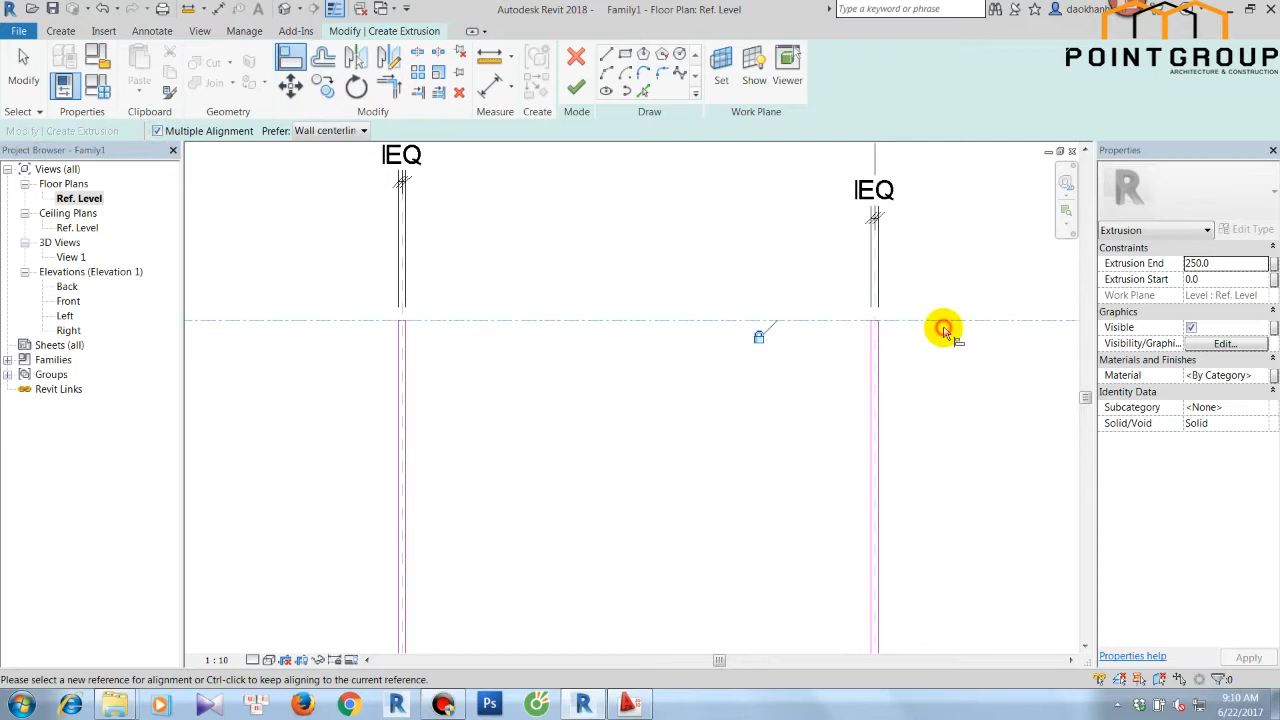 Autodesk Revit 2018 - Family1 - Floor Plan: Ref. Level
Type a keyword or phrase
daokhanh
File
Create
Insert
Annotate
View
Manage
Add-Ins
Modify | Create Extrusion
POINTGROUP
ARCHITECTURE & CONSTRUCTION
Modify
Paste
Cut
Join
Set
Show
Viewer
Select
Properties
Clipboard
Geometry
Modify
Measure
Create
Mode
Draw
Work Plane
Modify | Create Extrusion
Multiple Alignment
Prefer:
Wall centerlin
Project Browser - Family1
Views (all)
Floor Plans
Ref. Level
Ceiling Plans
Ref. Level
3D Views
View 1
Elevations (Elevation 1)
Back
Front
Left
Right
Sheets (all)
Families
Groups
Revit Links
EQ
EQ
Properties
Extrusion
Edit Type
Constraints
Extrusion End
250.0
Extrusion Start
0.0
Work Plane
Level : Ref. Level
Graphics
Visible
Visibility/Graphi...
Edit...
Materials and Finishes
Material
<By Category>
Identity Data
Subcategory
<None>
Solid/Void
Solid
Properties help
Apply
1 : 10
Please select a new reference for alignment or Ctrl-click to keep aligning to the current reference.
:0
Ps
9:10 AM
6/22/2017